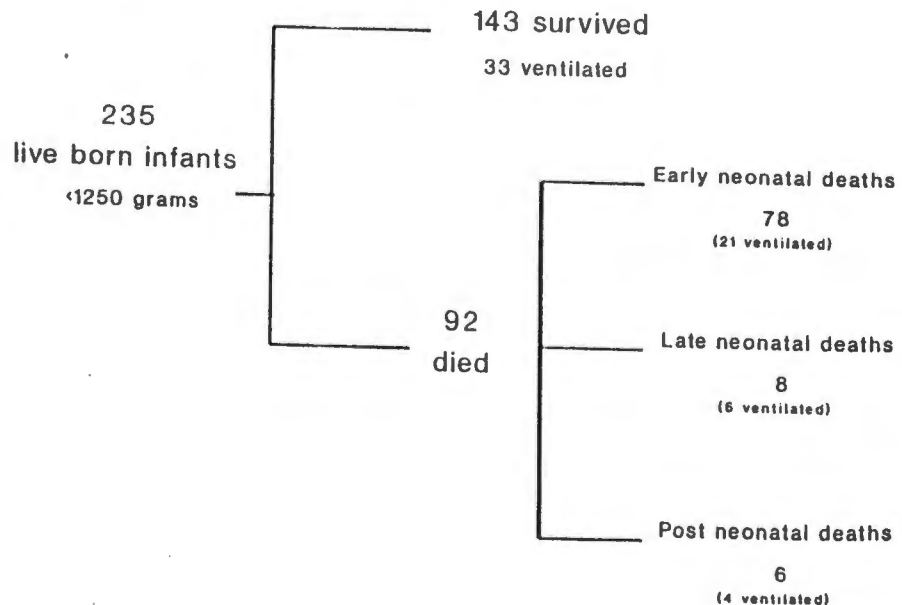 143 survived
33 ventilated
235
live born infants
<1250 grams
Early neonatal deaths
78
(21 ventilated)
92
died
Late neonatal deaths
8
(6 ventilated)
Post neonatal deaths
6
(4 ventilated)